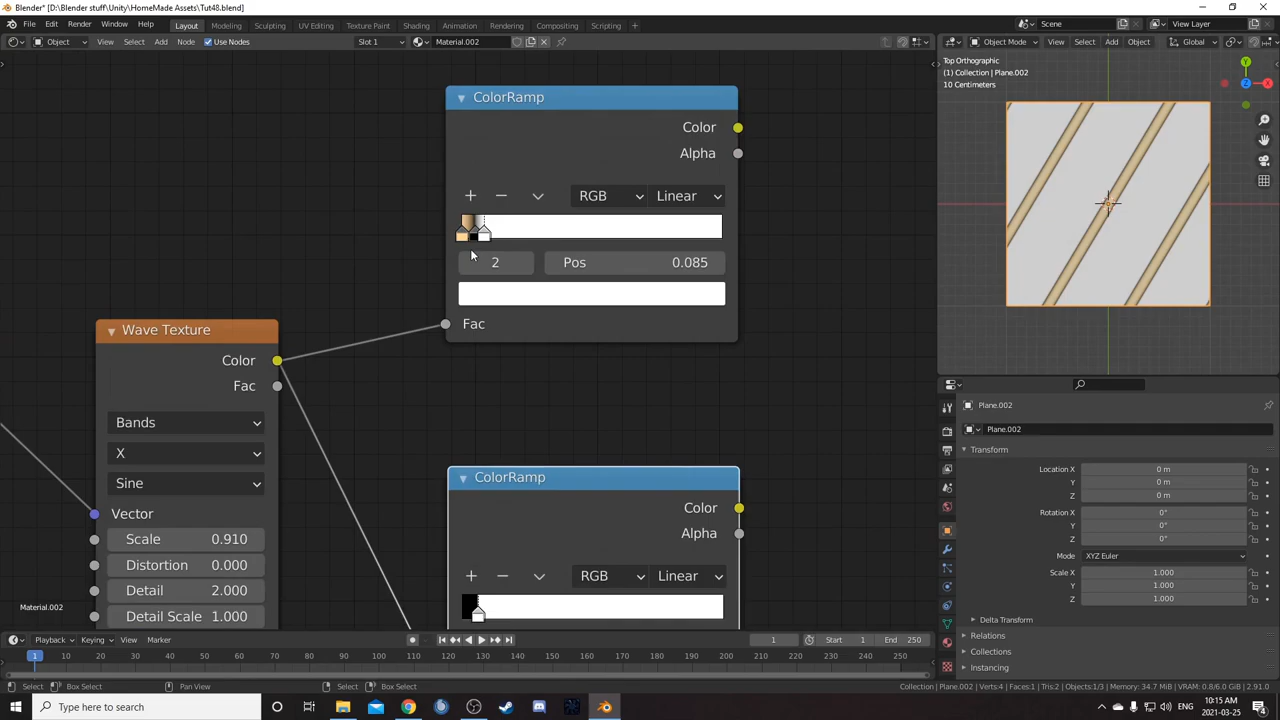 Blender* [D:\Blender stuff\Blender\HomeMade Assets\Tut48.blend]
File Edit Render Window Help Layout Modeling Sculpting UV Editing Texture Paint Shading Animation Rendering Compositing Scripting + Scene View Layer
Object View Select Add Node Use Nodes Slot 1 Material.002 Object Mode View Select Add Object Global
Top Orthographic
(1) Collection | Plane.002
10 Centimeters
Y
Z
X
ColorRamp
Color
Alpha
RGB Linear
2 Pos 0.085
Fac
Wave Texture
Color
Fac
Bands
X
Sine
Vector
Scale 0.910
Distortion 0.000
Detail 2.000
Detail Scale 1.000
ColorRamp
Color
Alpha
RGB Linear
Material.002
Plane.002
Plane.002
Transform
Location X 0 m
Y 0 m
Z 0 m
Rotation X 0°
Y 0°
Z 0°
Mode XYZ Euler
Scale X 1.000
Y 1.000
Z 1.000
Delta Transform
Relations
Collections
Instancing
Playback Keying View Marker 1 Start 1 End 250
1 10 20 30 40 50 60 70 80 90 100 110 120 130 140 150 160 170 180 190 200 210 220 230 240 250
Select Box Select Pan View Select Box Select Collection | Plane.002 | Verts:4 | Faces:1 | Tris:2 | Objects:1/3 | Memory: 34.7 MiB | VRAM: 0.8/6.0 GiB | 2.91.0
Type here to search 10:15 AM
2021-03-25